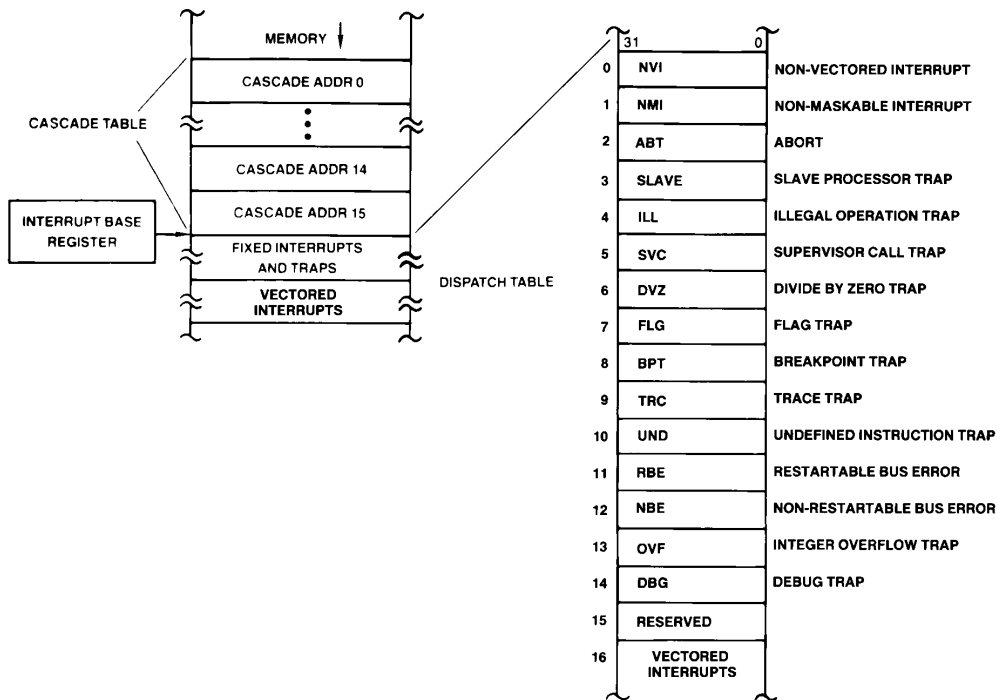 MEMORY
CASCADE ADDR 0
CASCADE TABLE
CASCADE ADDR 14
CASCADE ADDR 15
INTERRUPT BASE
REGISTER
FIXED INTERRUPTS
AND TRAPS
VECTORED
INTERRUPTS
DISPATCH TABLE
31 0
0 NVI NON-VECTORED INTERRUPT
1 NMI NON-MASKABLE INTERRUPT
2 ABT ABORT
3 SLAVE SLAVE PROCESSOR TRAP
4 ILL ILLEGAL OPERATION TRAP
5 SVC SUPERVISOR CALL TRAP
6 DVZ DIVIDE BY ZERO TRAP
7 FLG FLAG TRAP
8 BPT BREAKPOINT TRAP
9 TRC TRACE TRAP
10 UND UNDEFINED INSTRUCTION TRAP
11 RBE RESTARTABLE BUS ERROR
12 NBE NON-RESTARTABLE BUS ERROR
13 OVF INTEGER OVERFLOW TRAP
14 DBG DEBUG TRAP
15 RESERVED
16 VECTORED
INTERRUPTS